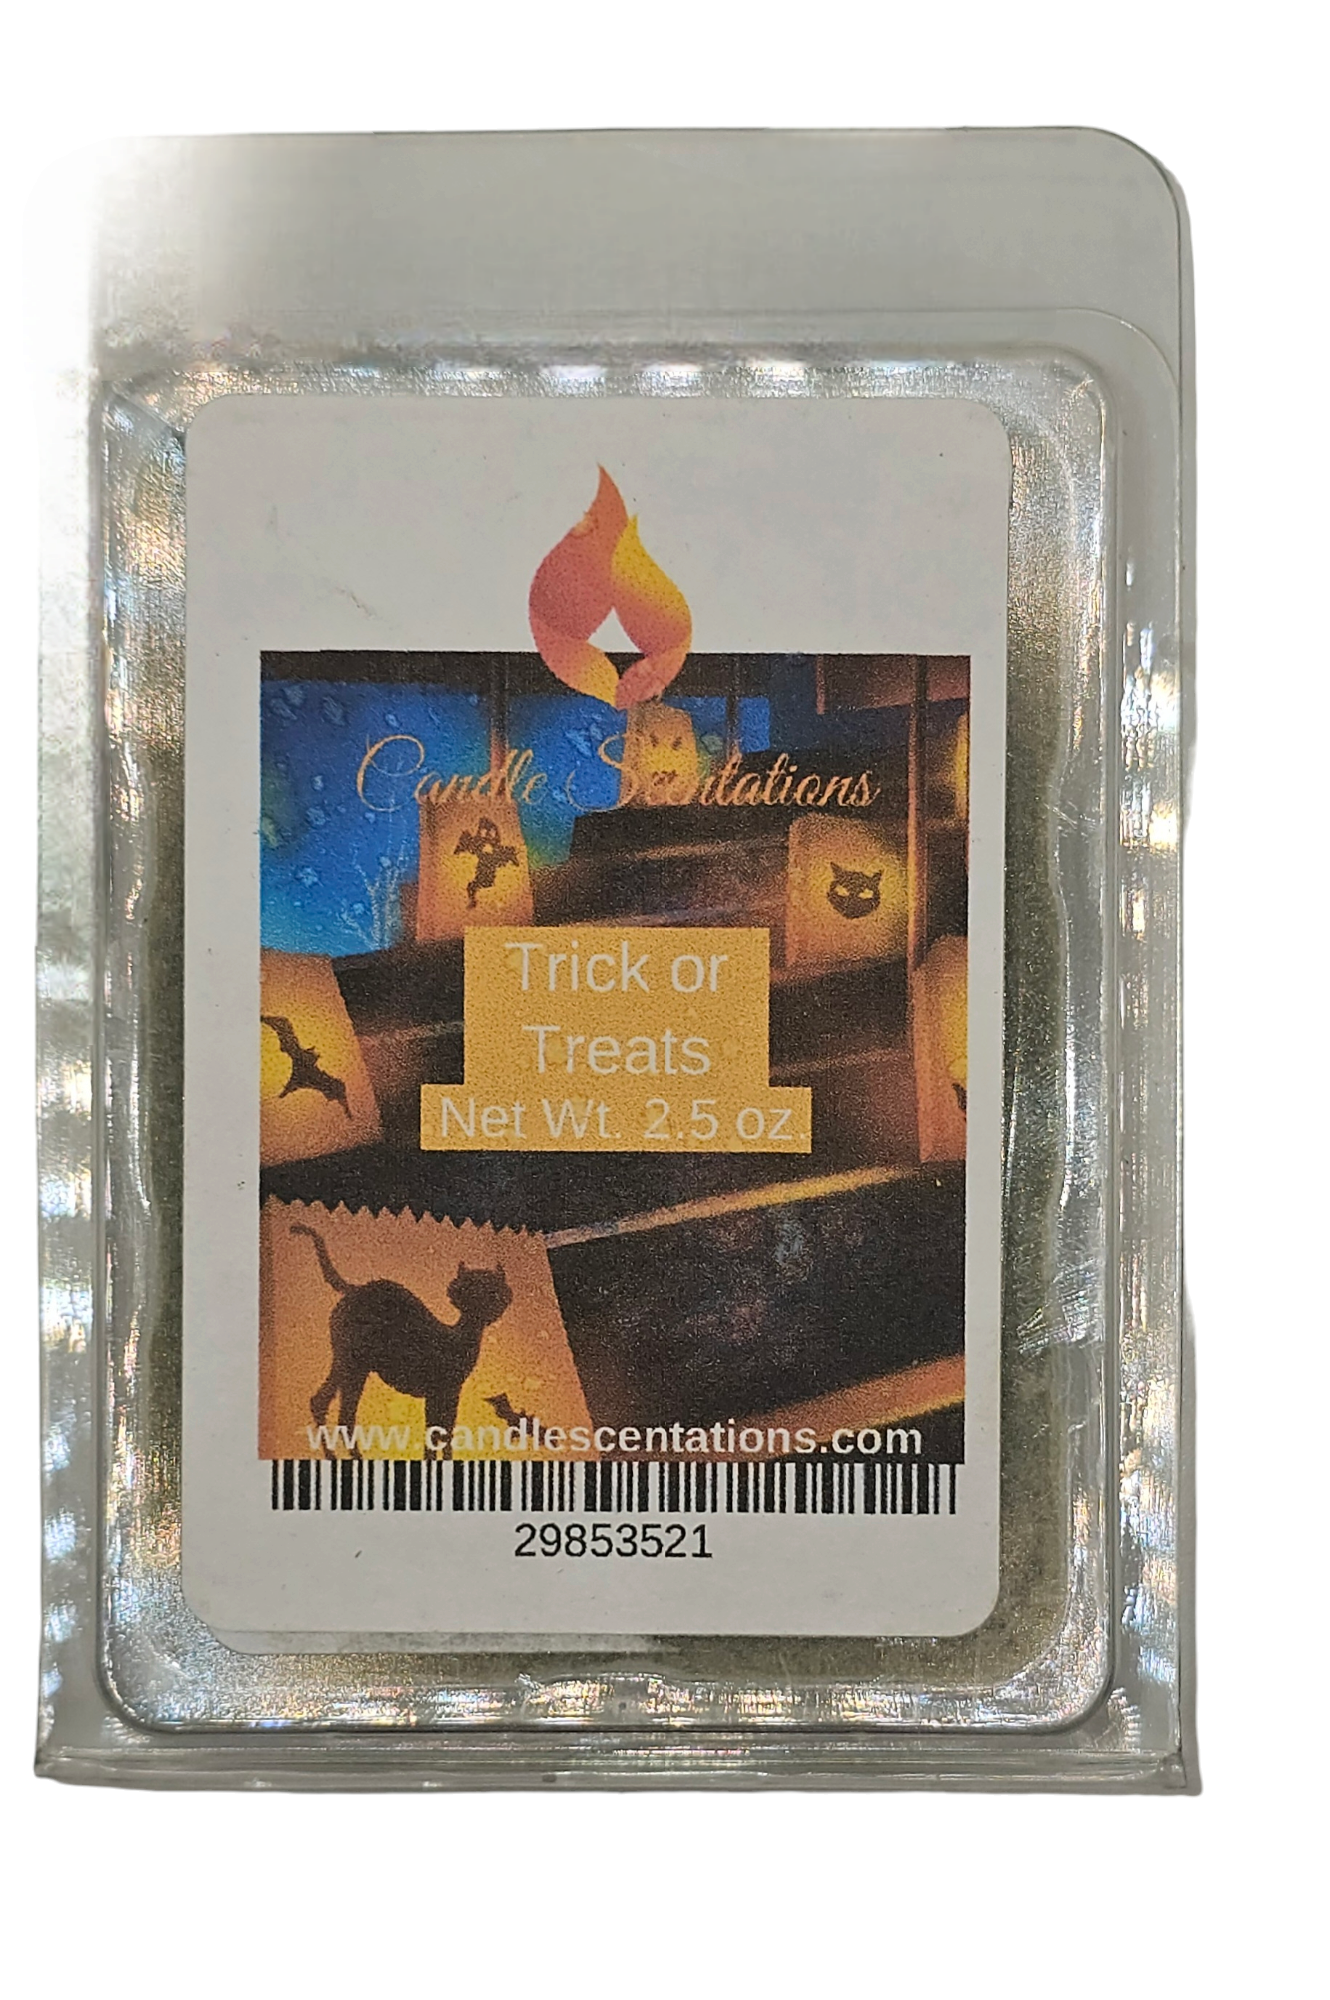 Candle Scentations
Trick or
Treats
Net Wt. 2.5 oz.
www.candlescentations.com
29853521